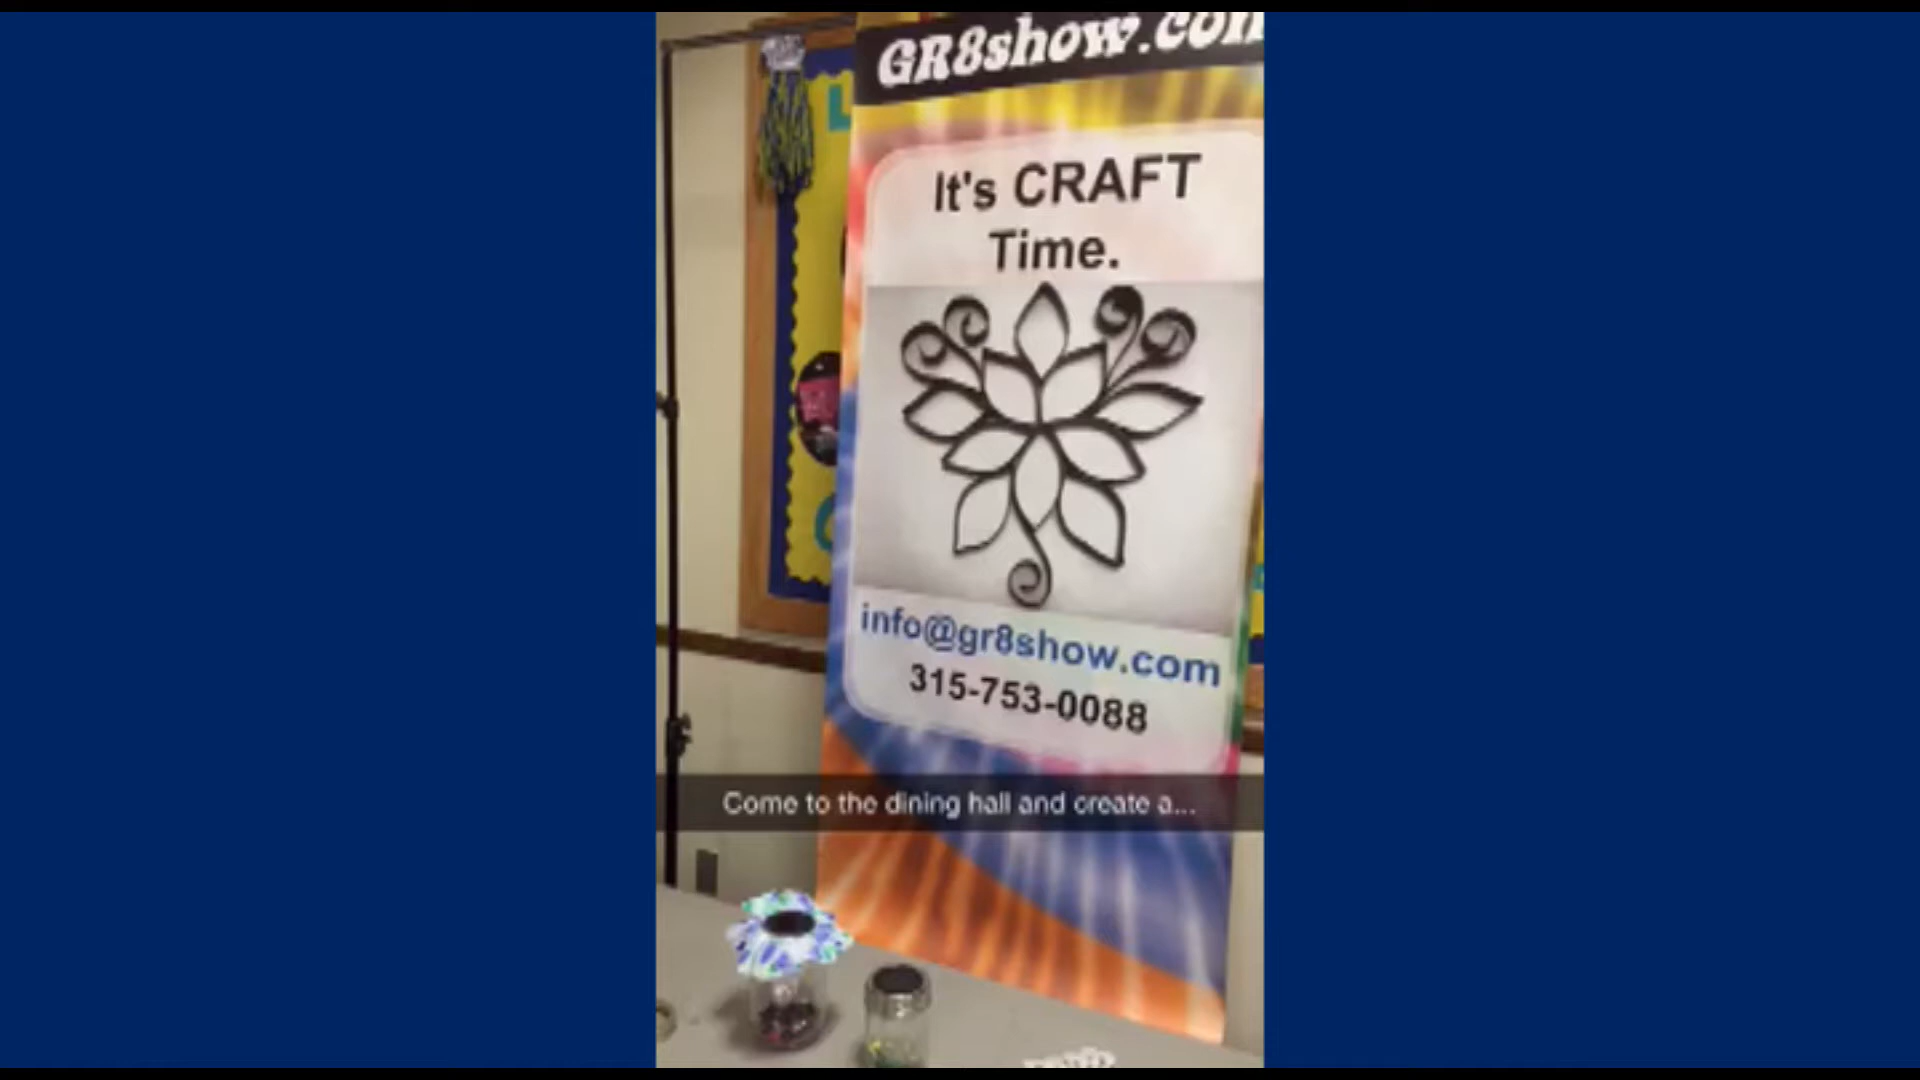 GR8show.com
It's CRAFT
Time.
info@gr8show.com
315-753-0088
Come to the dining hall and create a...